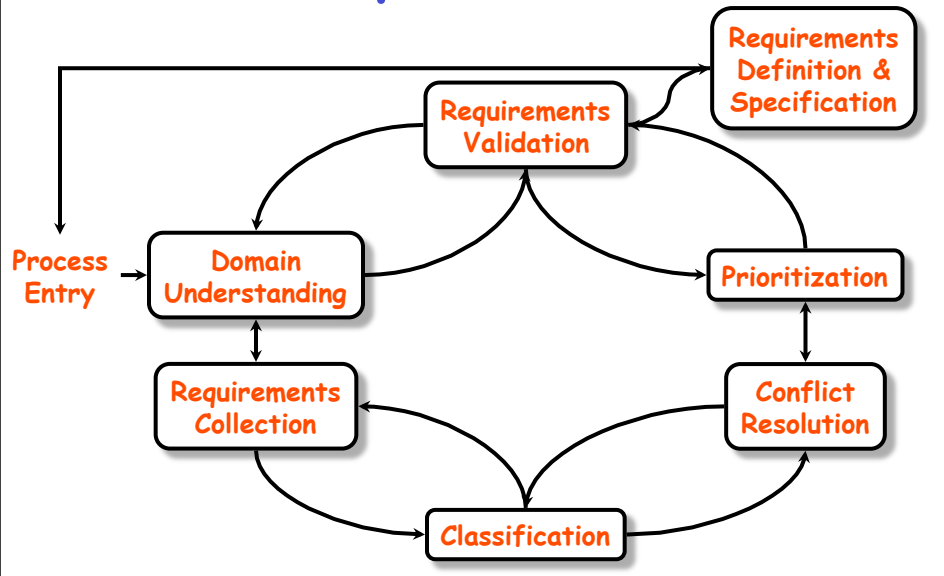 Requirements
Definition &
Specification
Requirements
Validation
Process
Entry
Domain
Understanding
Prioritization
Requirements
Collection
Conflict
Resolution
Classification